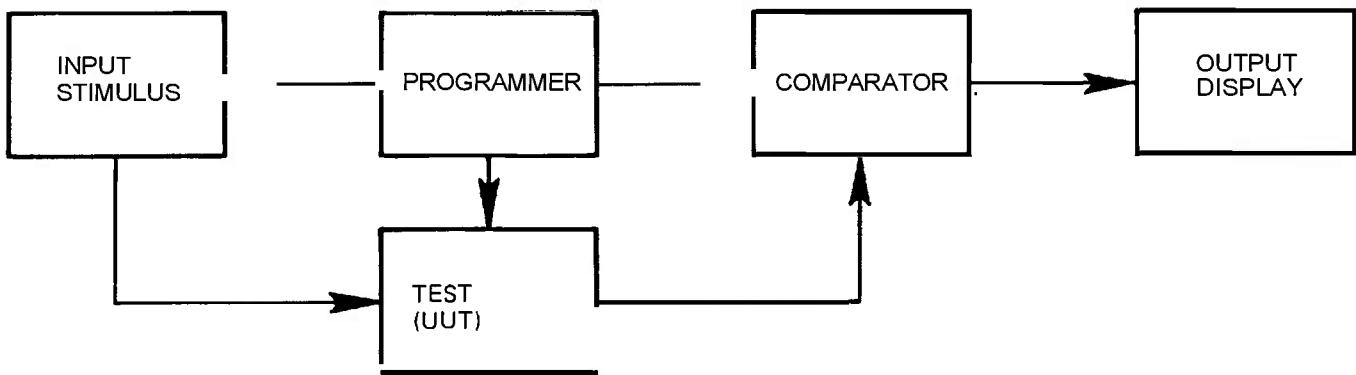 INPUT
STIMULUS
PROGRAMMER
COMPARATOR
OUTPUT
DISPLAY
TEST
(UUT)